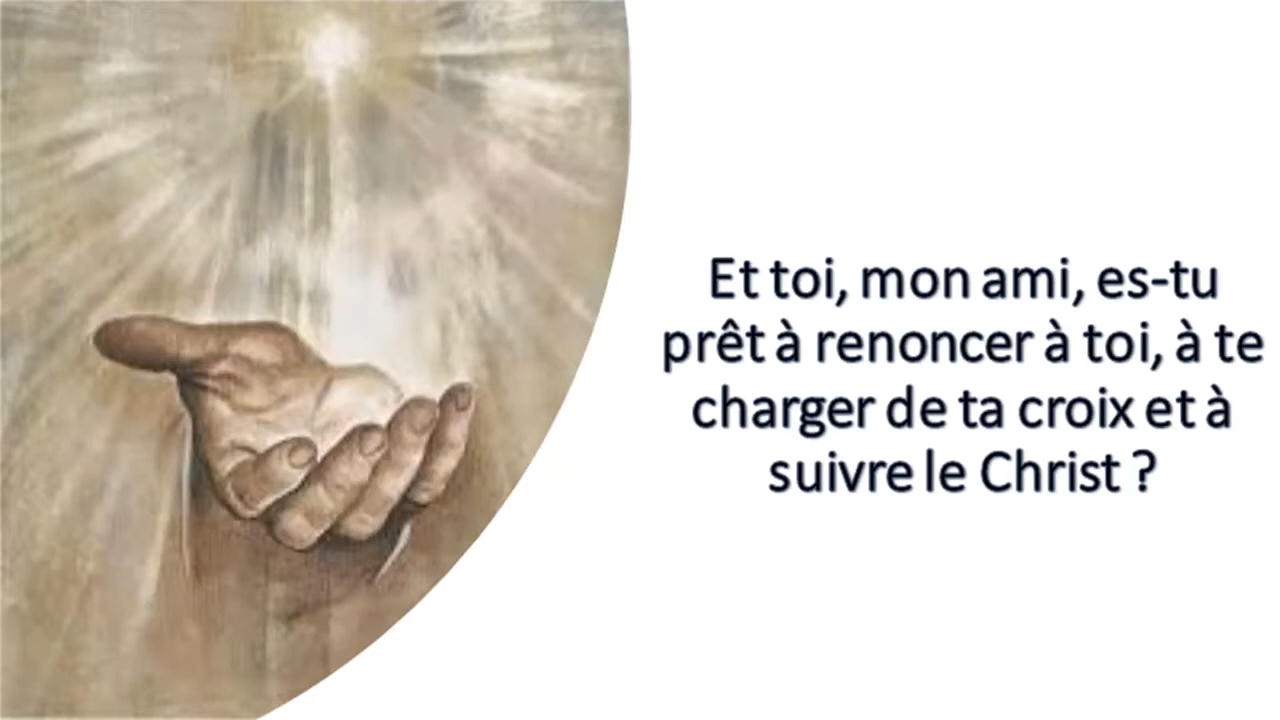 Et toi, mon ami, es-tu
prêt à renoncer à toi, à te
charger de ta croix et à
suivre le Christ ?